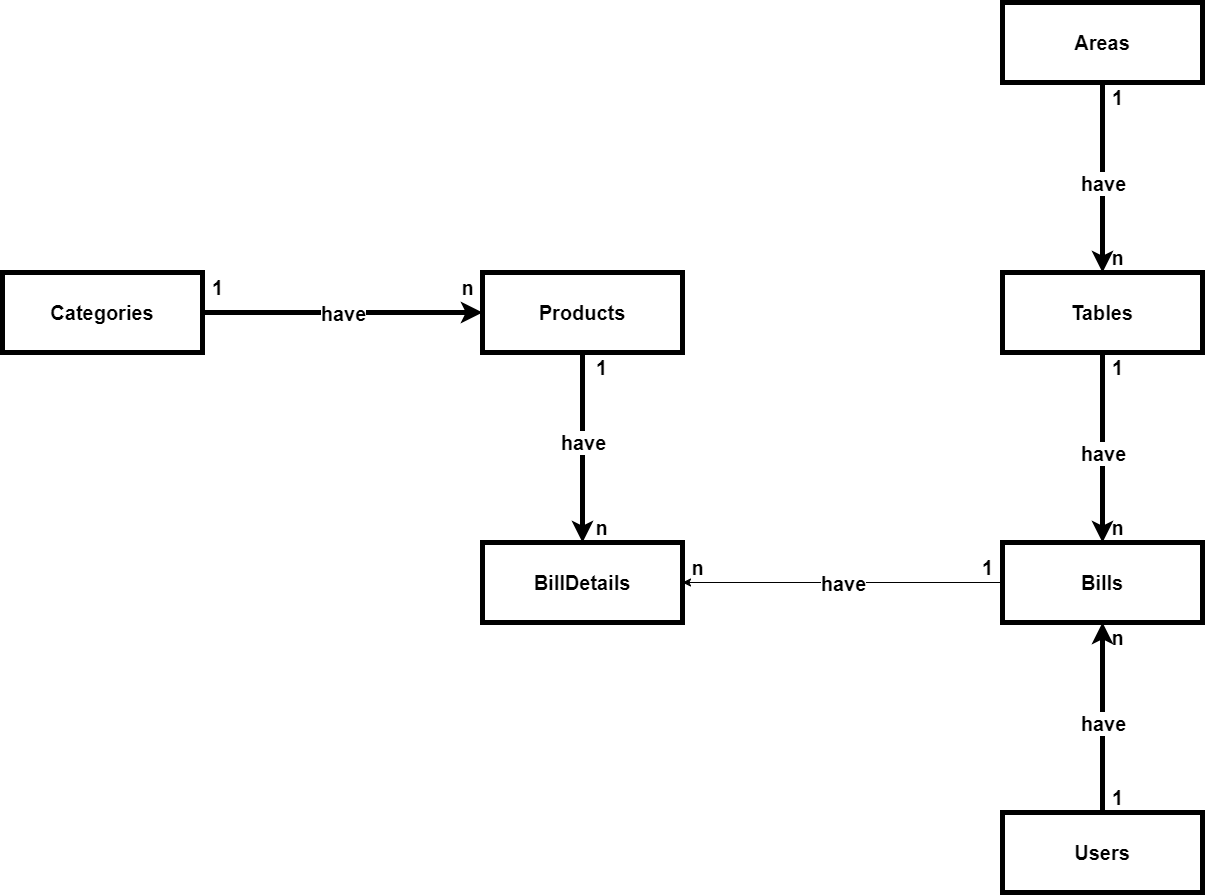 Areas
1
have
n
Categories
1
have
n
Products
Tables
1
1
have
have
n
n
BillDetails
n
have
1
Bills
n
have
1
Users